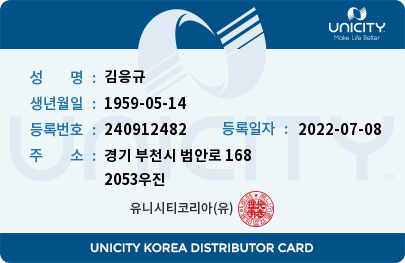 UNICITY
Make Life Better
성 명 : 김응규
생년월일 : 1959-05-14
등록번호 : 240912482 등록일자 : 2022-07-08
UNICITY
주 소 : 경기 부천시 범안로 168
2053우진
유니시티코리아(유)
UNICITY KOREA DISTRIBUTOR CARD